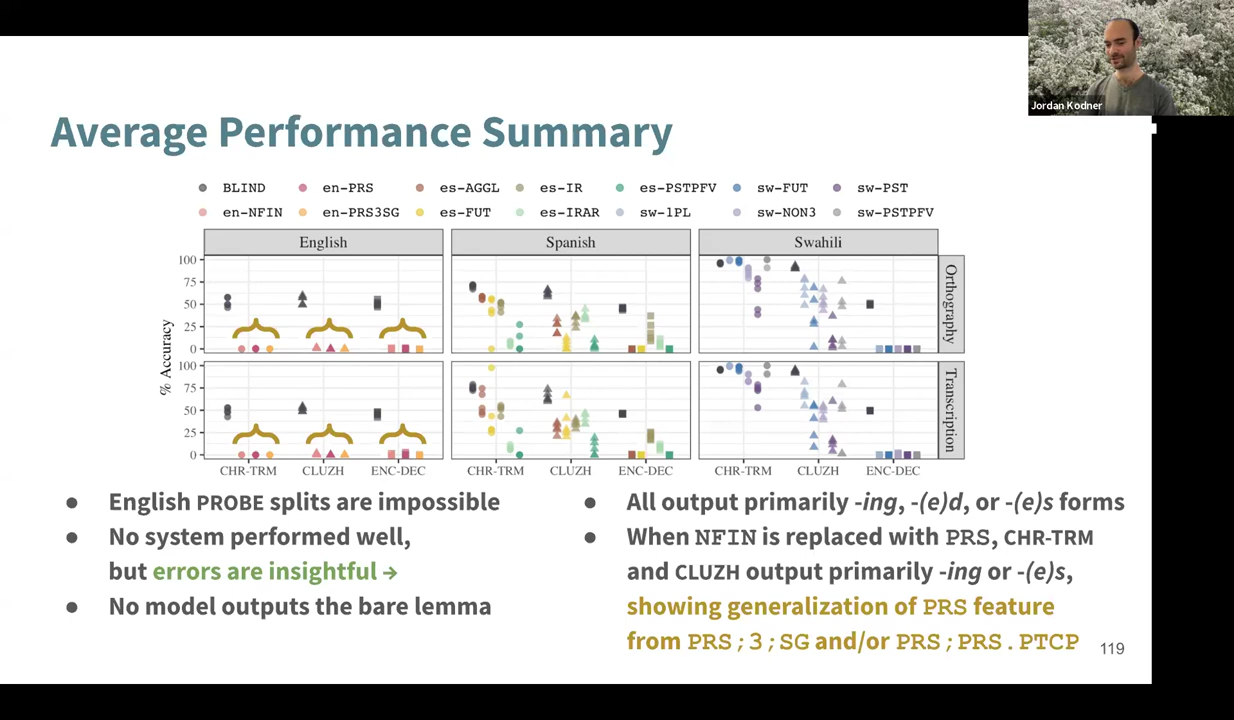 Jordan Kodner
Average Performance Summary
BLIND en-PRS es-AGGL es-IR es-PSTPFV sw-FUT sw-PST
en-NFIN en-PRS3SG es-FUT es-IRAR sw-1PL sw-NON3 sw-PSTPFV
English Spanish Swahili
% Accuracy
100
75
50
25
0
Orthography
100
75
50
25
0
Transcription
CHR-TRM CLUZH ENC-DEC CHR-TRM CLUZH ENC-DEC CHR-TRM CLUZH ENC-DEC
● English PROBE splits are impossible
● No system performed well,
but errors are insightful →
● No model outputs the bare lemma
● All output primarily -ing, -(e)d, or -(e)s forms
● When NFIN is replaced with PRS, CHR-TRM
and CLUZH output primarily -ing or -(e)s,
showing generalization of PRS feature
from PRS;3;SG and/or PRS;PRS.PTCP
119